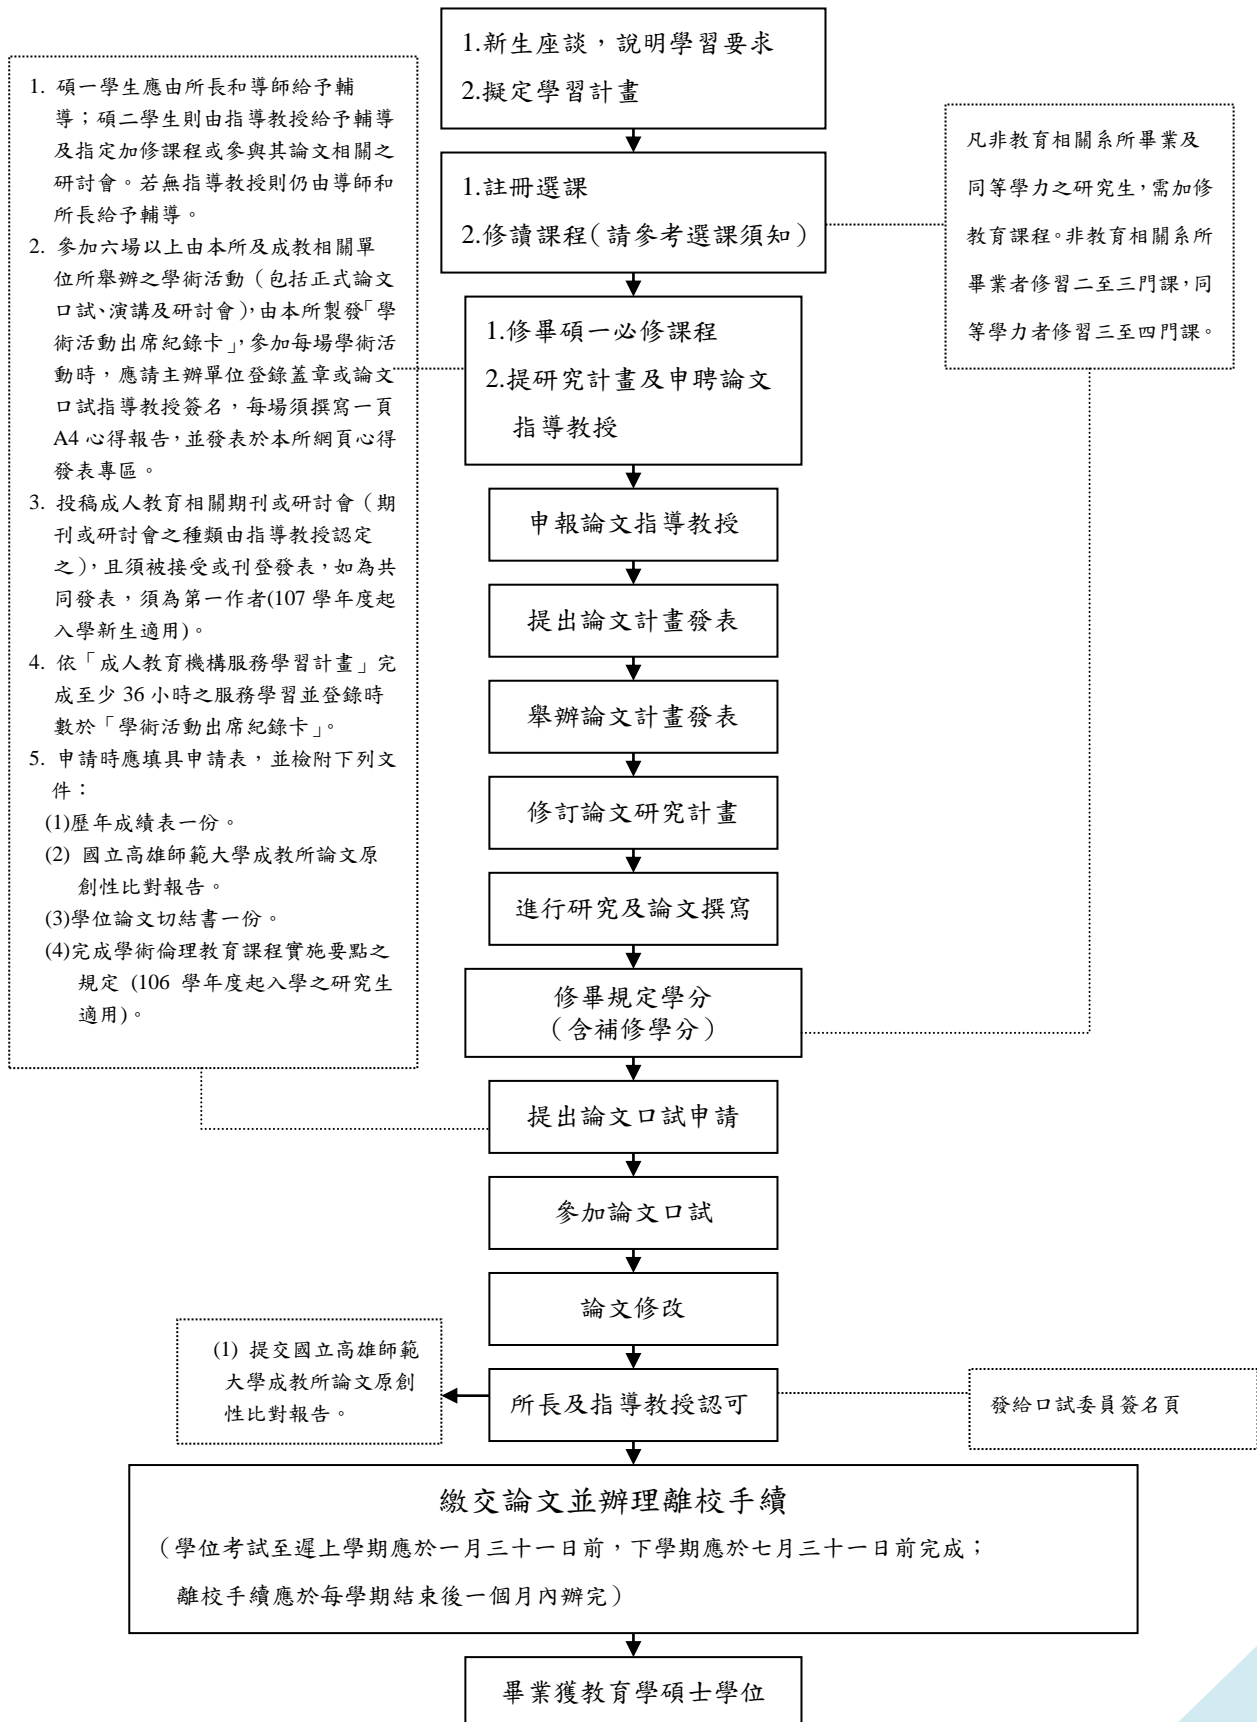 1.新生座談，說明學習要求
2.擬定學習計畫
1. 碩一學生應由所長和導師給予輔
導；碩二學生則由指導教授給予輔導
及指定加修課程或參與其論文相關之
研討會。若無指導教授則仍由導師和
所長給予輔導。
2. 參加六場以上由本所及成教相關單
位所舉辦之學術活動（包括正式論文
口試、演講及研討會），由本所製發「學
術活動出席紀錄卡」，參加每場學術活
動時，應請主辦單位登錄蓋章或論文
口試指導教授簽名，每場須撰寫一頁
A4 心得報告，並發表於本所網頁心得
發表專區。
3. 投稿成人教育相關期刊或研討會（期
刊或研討會之種類由指導教授認定
之），且須被接受或刊登發表，如為共
同發表，須為第一作者(107 學年度起
入學新生適用)。
4. 依「成人教育機構服務學習計畫」完
成至少 36 小時之服務學習並登錄時
數於「學術活動出席紀錄卡」。
5. 申請時應填具申請表，並檢附下列文
件：
(1)歷年成績表一份。
(2) 國立高雄師範大學成教所論文原
創性比對報告。
(3)學位論文切結書一份。
(4)完成學術倫理教育課程實施要點之
規定 (106 學年度起入學之研究生
適用)。
1.註冊選課
2.修讀課程（請參考選課須知）
凡非教育相關系所畢業及
同等學力之研究生，需加修
教育課程。非教育相關系所
畢業者修習二至三門課，同
等學力者修習三至四門課。
1.修畢碩一必修課程
2.提研究計畫及申聘論文
指導教授
申報論文指導教授
提出論文計畫發表
舉辦論文計畫發表
修訂論文研究計畫
進行研究及論文撰寫
修畢規定學分
（含補修學分）
提出論文口試申請
參加論文口試
論文修改
(1) 提交國立高雄師範
大學成教所論文原創
性比對報告。
所長及指導教授認可
發給口試委員簽名頁
繳交論文並辦理離校手續
（學位考試至遲上學期應於一月三十一日前，下學期應於七月三十一日前完成；
離校手續應於每學期結束後一個月內辦完）
畢業獲教育學碩士學位